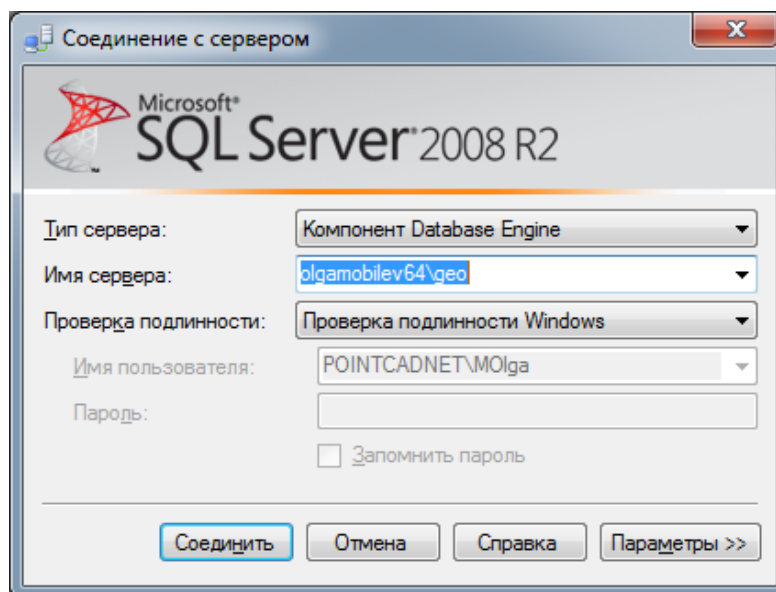 Соединение с сервером
Microsoft®
SQL Server® 2008 R2
Тип сервера: Компонент Database Engine
Имя сервера: olgamobilev64\geo
Проверка подлинности: Проверка подлинности Windows
Имя пользователя: POINTCADNET\MOlga
Пароль:
Запомнить пароль
Соединить Отмена Справка Параметры >>